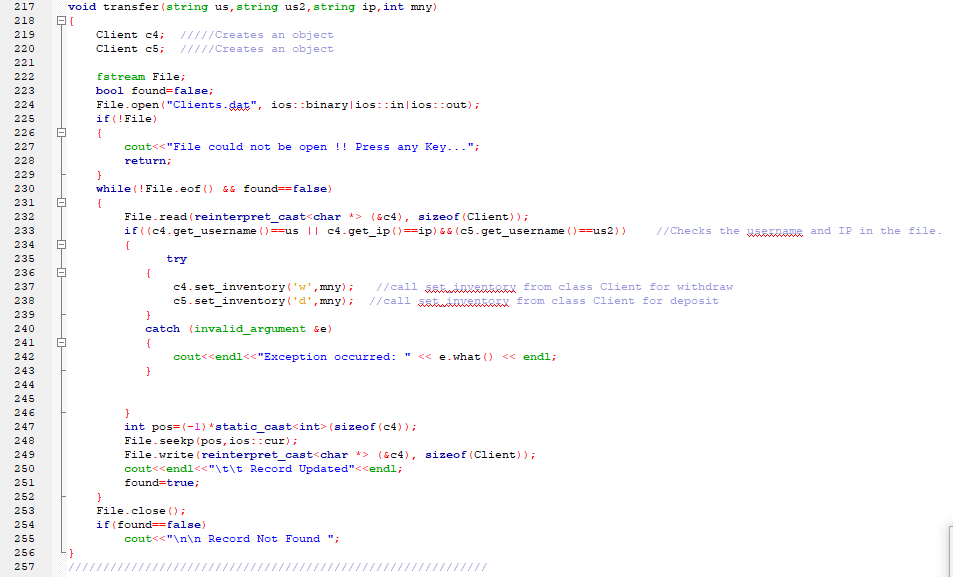 217 void transfer(string us,string us2,string ip,int mny)
218 {
219 Client c4; /////Creates an object
220 Client c5; /////Creates an object
221
222 fstream File;
223 bool found=false;
224 File.open("Clients.dat", ios::binary|ios::in|ios::out);
225 if(!File)
226 {
227 cout<<"File could not be open !! Press any Key...";
228 return;
229 }
230 while(!File.eof() && found==false)
231 {
232 File.read(reinterpret_cast<char *> (&c4), sizeof(Client));
233 if((c4.get_username()==us || c4.get_ip()==ip)&&(c5.get_username()==us2)) //Checks the username and IP in the file.
234 {
235 try
236 {
237 c4.set_inventory('w',mny); //call set_inventory from class Client for withdraw
238 c5.set_inventory('d',mny); //call set_inventory from class Client for deposit
239 }
240 catch (invalid_argument &e)
241 {
242 cout<<endl<<"Exception occurred: " << e.what() << endl;
243 }
244
245
246 }
247 int pos=(-1)*static_cast<int>(sizeof(c4));
248 File.seekp(pos,ios::cur);
249 File.write(reinterpret_cast<char *> (&c4), sizeof(Client));
250 cout<<endl<<"\t\t Record Updated"<<endl;
251 found=true;
252 }
253 File.close();
254 if(found==false)
255 cout<<"\n\n Record Not Found ";
256 }
257 ////////////////////////////////////////////////////////////